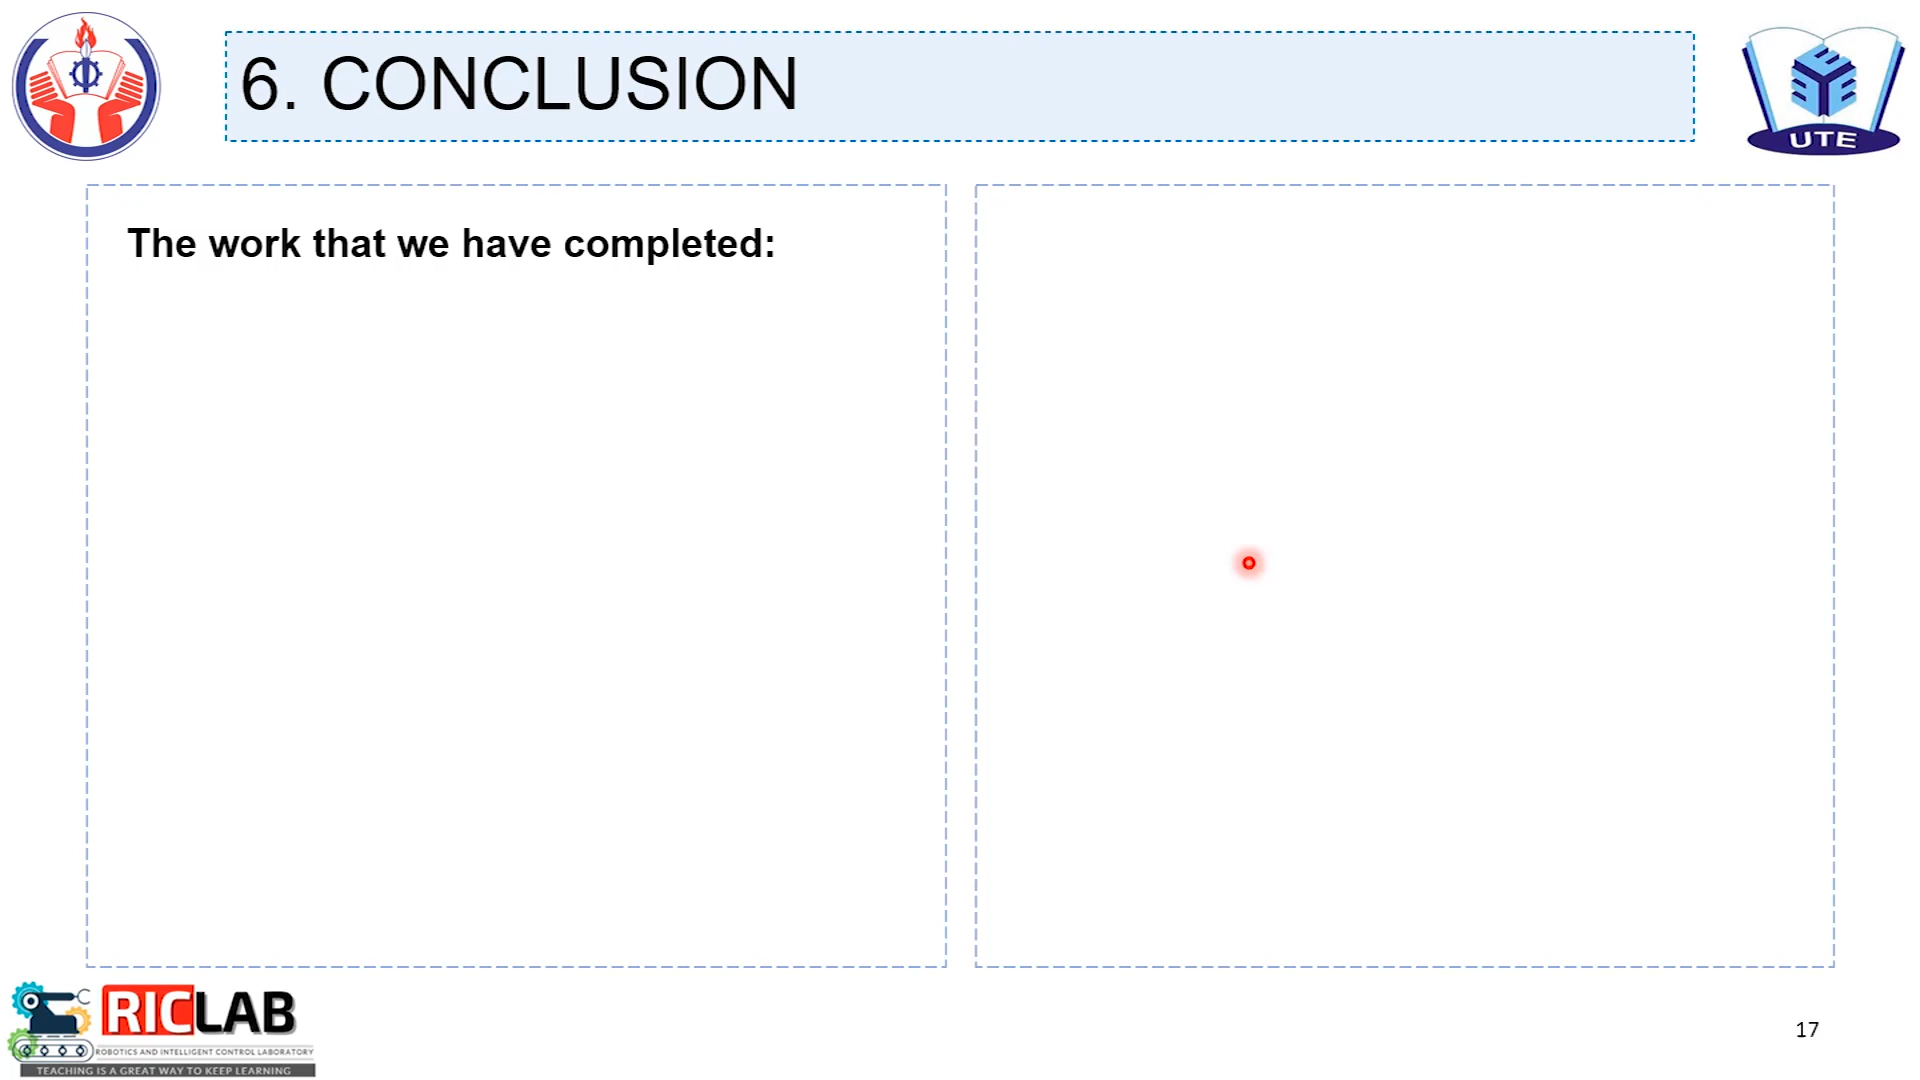 6. CONCLUSION
UTE
The work that we have completed:
RICLAB
ROBOTICS AND INTELLIGENT CONTROL LABORATORY
TEACHING IS A GREAT WAY TO KEEP LEARNING
17